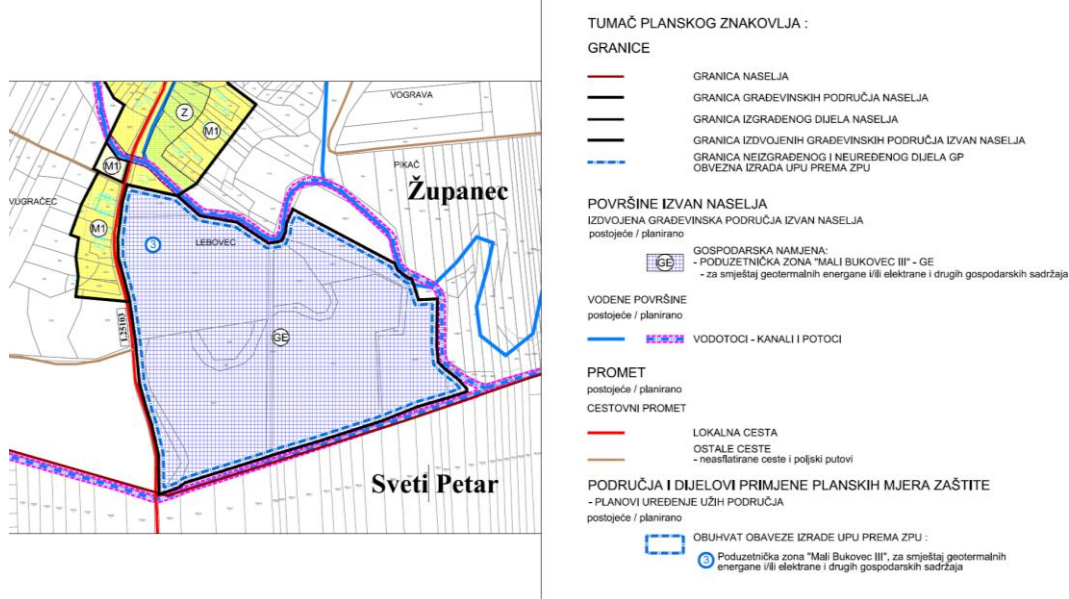 VOGRAVA
Z
M1
PIKAČ
M1
Županec
VUGRAČEC
M1
3
LEBOVEC
L25103
GE
Sveti Petar
TUMAČ PLANSKOG ZNAKOVLJA :
GRANICE
GRANICA NASELJA
GRANICA GRAĐEVINSKIH PODRUČJA NASELJA
GRANICA IZGRAĐENOG DIJELA NASELJA
GRANICA IZDVOJENIH GRAĐEVINSKIH PODRUČJA IZVAN NASELJA
GRANICA NEIZGRAĐENOG I NEUREĐENOG DIJELA GP
OBVEZNA IZRADA UPU PREMA ZPU
POVRŠINE IZVAN NASELJA
IZDVOJENA GRAĐEVINSKA PODRUČJA IZVAN NASELJA
postojeće / planirano
GOSPODARSKA NAMJENA:
GE
- PODUZETNIČKA ZONA "MALI BUKOVEC III" - GE
- za smještaj geotermalnih energane i/ili elektrane i drugih gospodarskih sadržaja
VODENE POVRŠINE
postojeće / planirano
VODOTOCI - KANALI I POTOCI
PROMET
postojeće / planirano
CESTOVNI PROMET
LOKALNA CESTA
OSTALE CESTE
- neasfaltirane ceste i poljski putovi
PODRUČJA I DIJELOVI PRIMJENE PLANSKIH MJERA ZAŠTITE
- PLANOVI UREĐENJE UŽIH PODRUČJA
postojeće / planirano
OBUHVAT OBAVEZE IZRADE UPU PREMA ZPU :
3 Poduzetnička zona "Mali Bukovec III", za smještaj geotermalnih
energane i/ili elektrane i drugih gospodarskih sadržaja